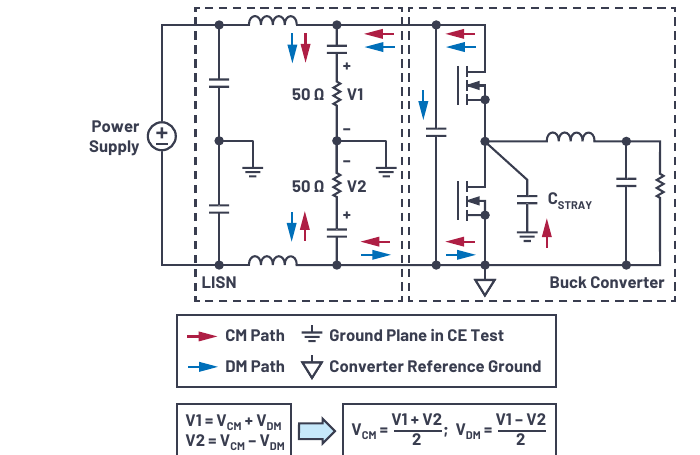 Power
Supply
+
−
50 Ω
+
V1
−
−
50 Ω
V2
+
C_STRAY
LISN
Buck Converter
CM Path
Ground Plane in CE Test
DM Path
Converter Reference Ground
V1 = V_CM + V_DM
V2 = V_CM − V_DM
V_CM = (V1 + V2)/2; V_DM = (V1 − V2)/2